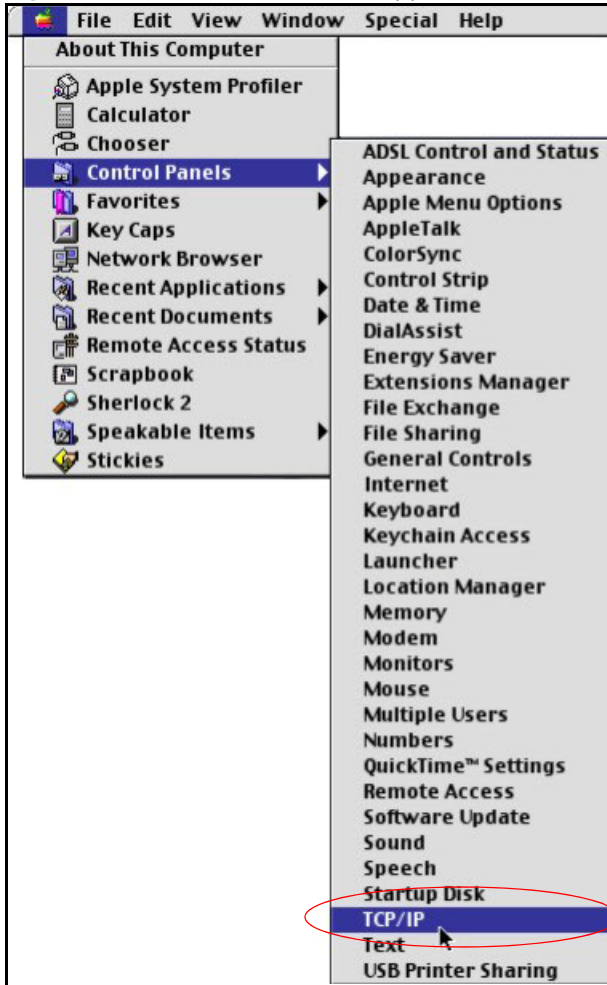 File Edit View Window Special Help
About This Computer
Apple System Profiler
Calculator
Chooser
Control Panels
Favorites
Key Caps
Network Browser
Recent Applications
Recent Documents
Remote Access Status
Scrapbook
Sherlock 2
Speakable Items
Stickies
ADSL Control and Status
Appearance
Apple Menu Options
AppleTalk
ColorSync
Control Strip
Date & Time
DialAssist
Energy Saver
Extensions Manager
File Exchange
File Sharing
General Controls
Internet
Keyboard
Keychain Access
Launcher
Location Manager
Memory
Modem
Monitors
Mouse
Multiple Users
Numbers
QuickTime™ Settings
Remote Access
Software Update
Sound
Speech
Startup Disk
TCP/IP
Text
USB Printer Sharing